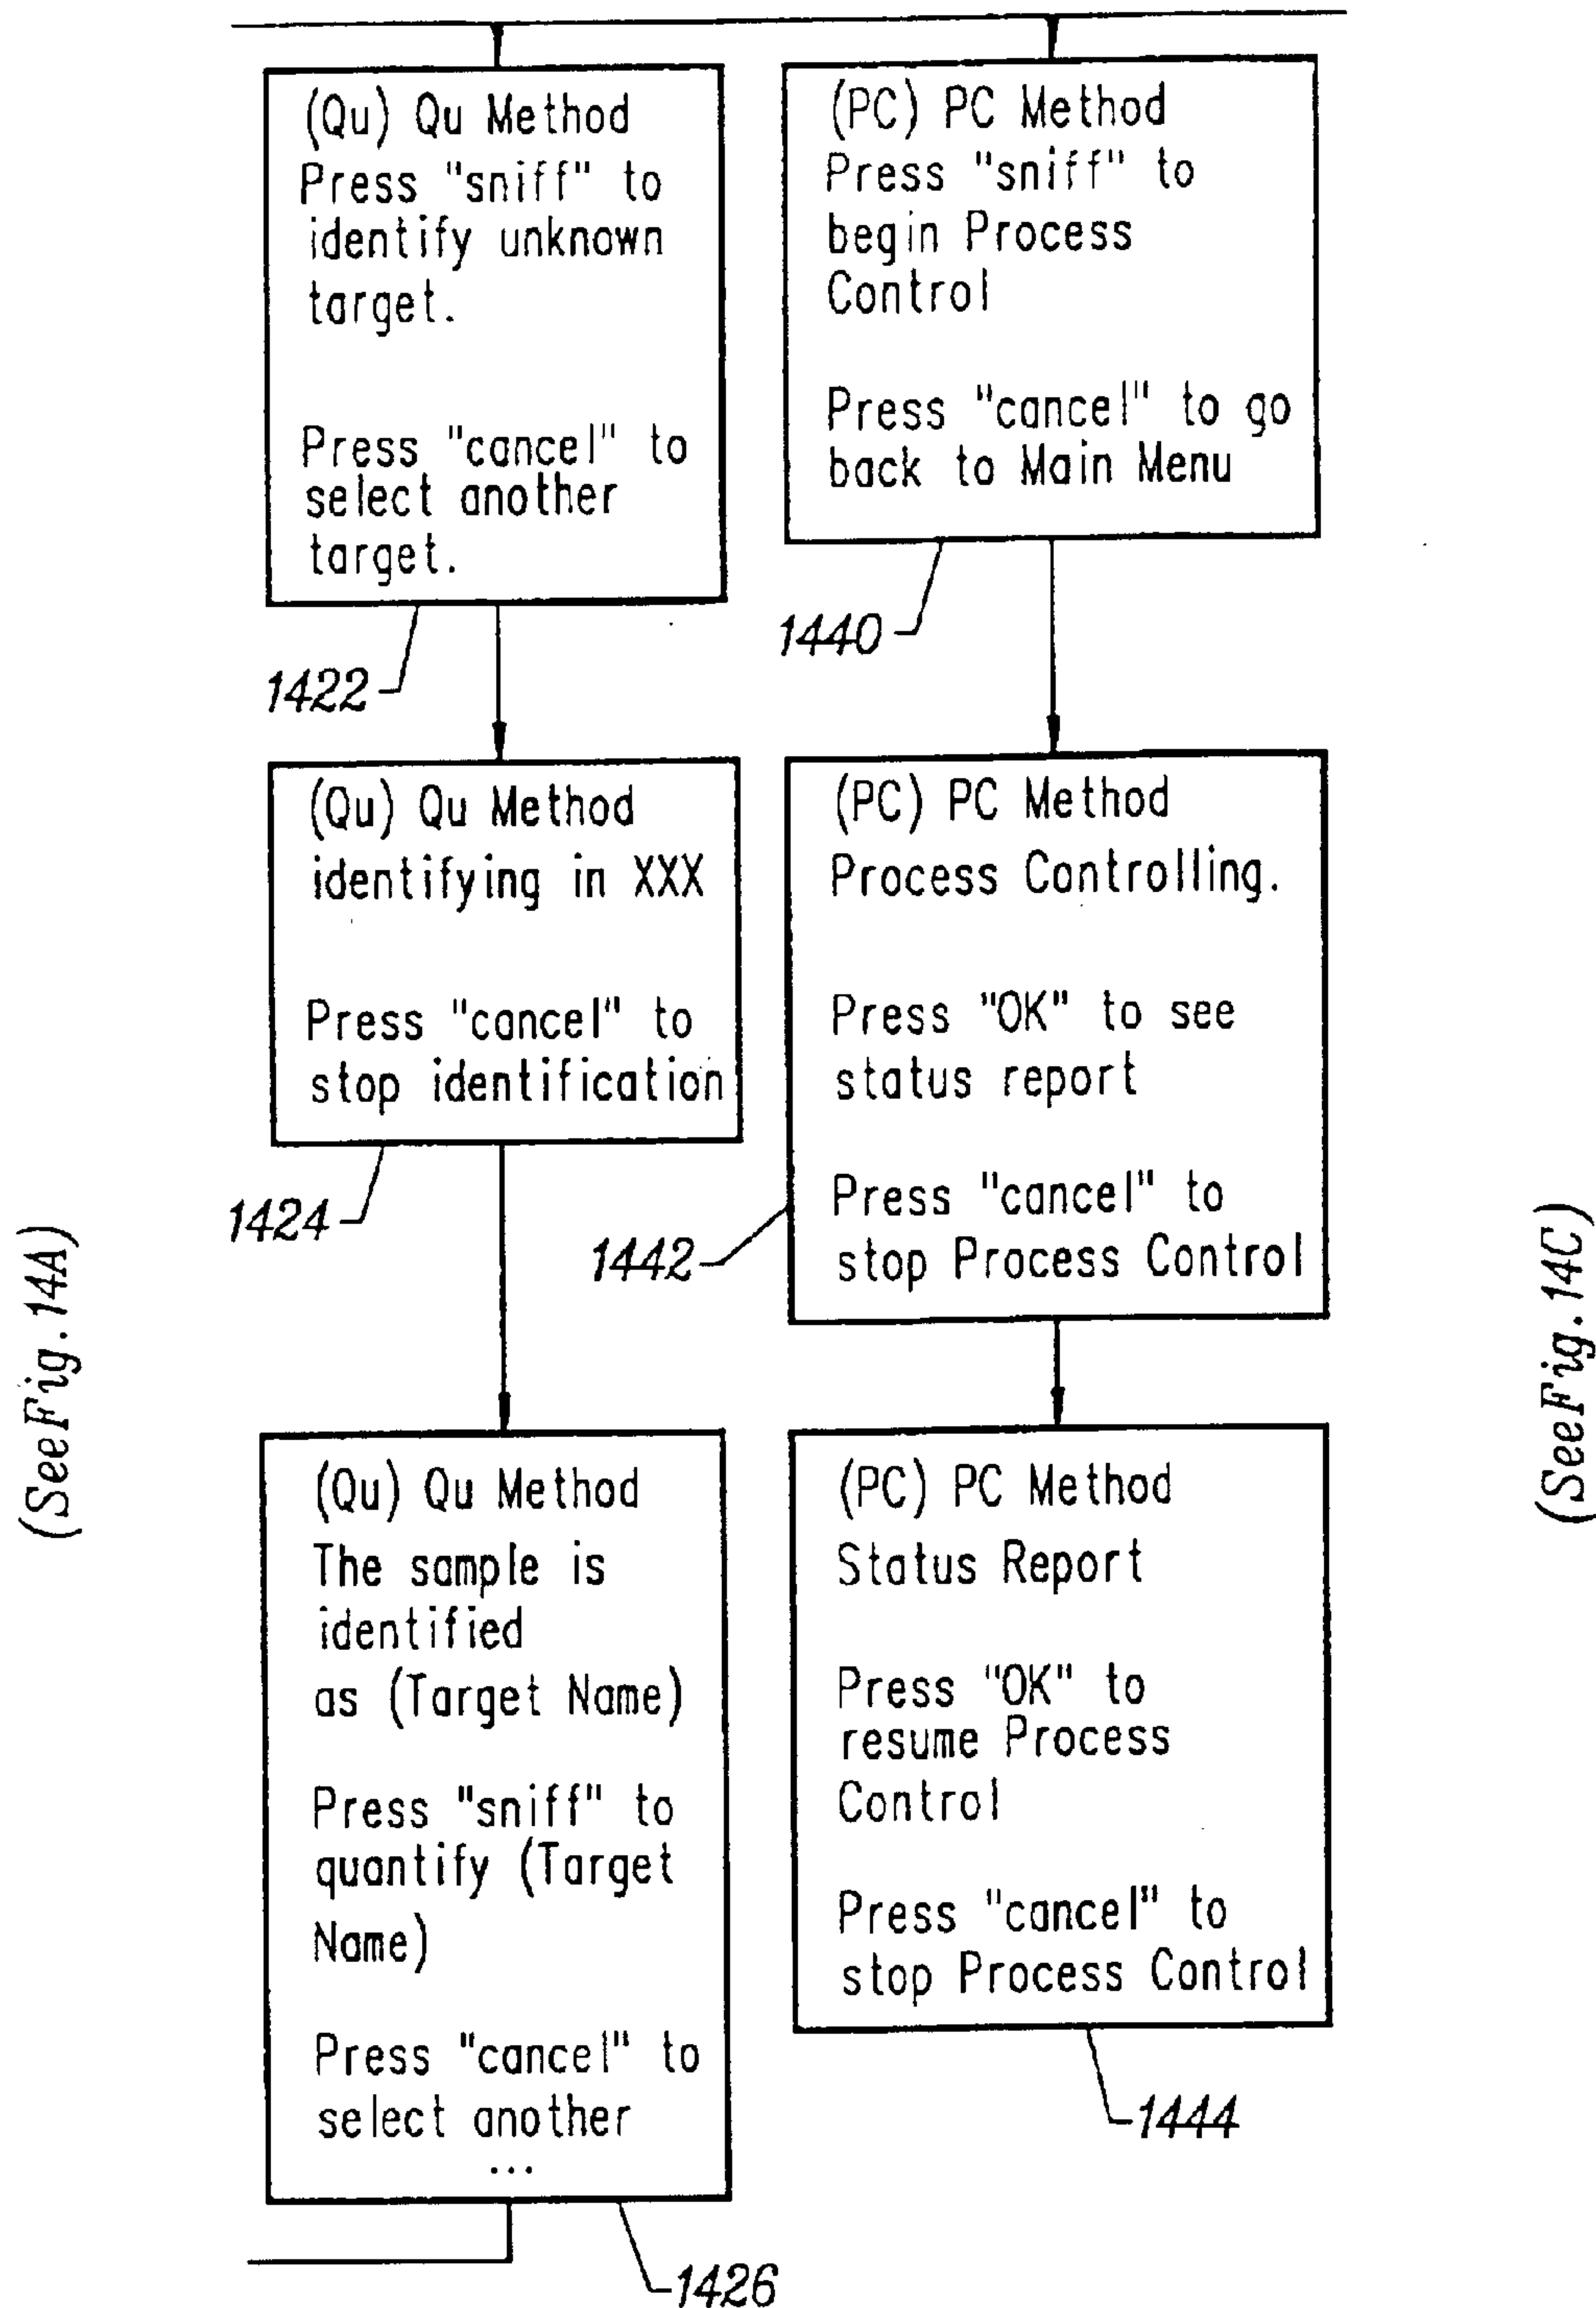 (Qu) Qu Method
Press "sniff" to
identify unknown
target.
Press "cancel" to
select another
target.
1422
(Qu) Qu Method
identifying in XXX
Press "cancel" to
stop identification
1424
(Qu) Qu Method
The sample is
identified
as (Target Name)
Press "sniff" to
quantify (Target
Name)
Press "cancel" to
select another
...
1426
(PC) PC Method
Press "sniff" to
begin Process
Control
Press "cancel" to go
back to Main Menu
1440
(PC) PC Method
Process Controlling.
Press "OK" to see
status report
Press "cancel" to
stop Process Control
1442
(PC) PC Method
Status Report
Press "OK" to
resume Process
Control
Press "cancel" to
stop Process Control
1444
(See Fig. 14A)
(See Fig. 14C)